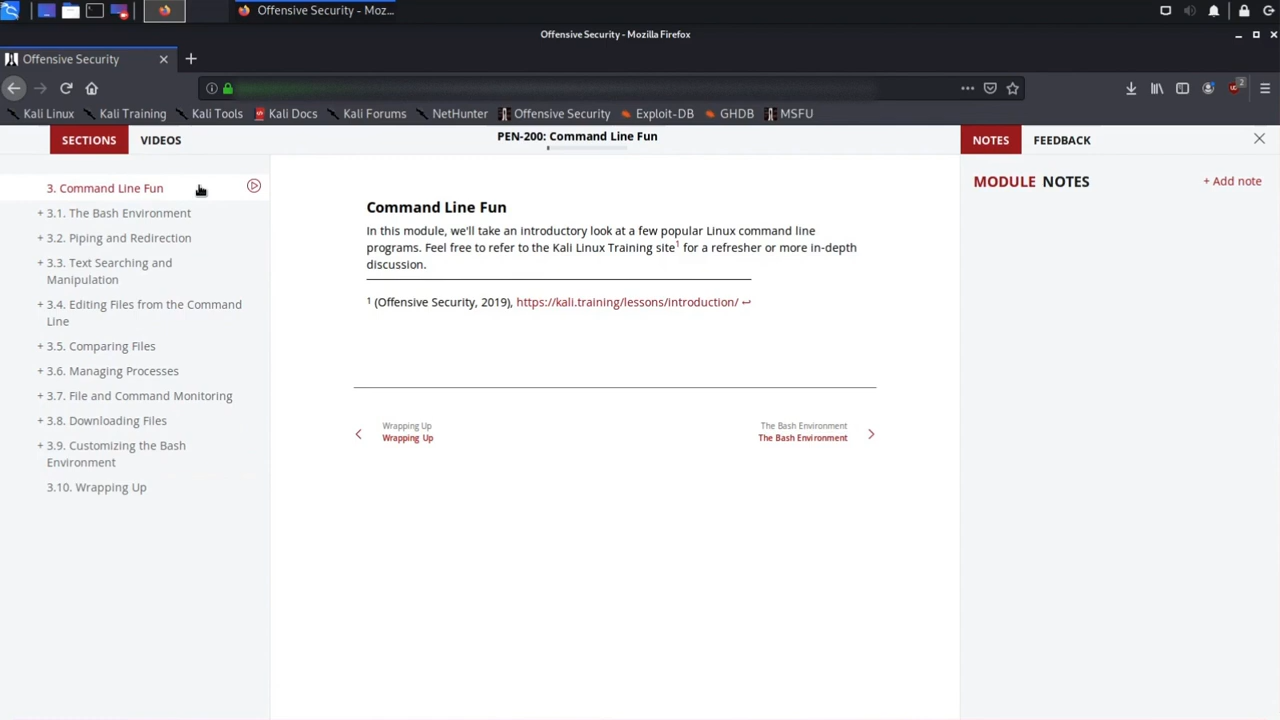 Offensive Security - Moz...
Offensive Security - Mozilla Firefox
Offensive Security
Kali Linux Kali Training Kali Tools Kali Docs Kali Forums NetHunter Offensive Security Exploit-DB GHDB MSFU
2
SECTIONS VIDEOS
PEN-200: Command Line Fun
NOTES FEEDBACK
3. Command Line Fun
+ 3.1. The Bash Environment
+ 3.2. Piping and Redirection
+ 3.3. Text Searching and
Manipulation
+ 3.4. Editing Files from the Command
Line
+ 3.5. Comparing Files
+ 3.6. Managing Processes
+ 3.7. File and Command Monitoring
+ 3.8. Downloading Files
+ 3.9. Customizing the Bash
Environment
3.10. Wrapping Up
Command Line Fun
In this module, we'll take an introductory look at a few popular Linux command line
programs. Feel free to refer to the Kali Linux Training site¹ for a refresher or more in-depth
discussion.
¹ (Offensive Security, 2019), https://kali.training/lessons/introduction/ ↩
Wrapping Up
Wrapping Up
The Bash Environment
The Bash Environment
MODULE NOTES
+ Add note